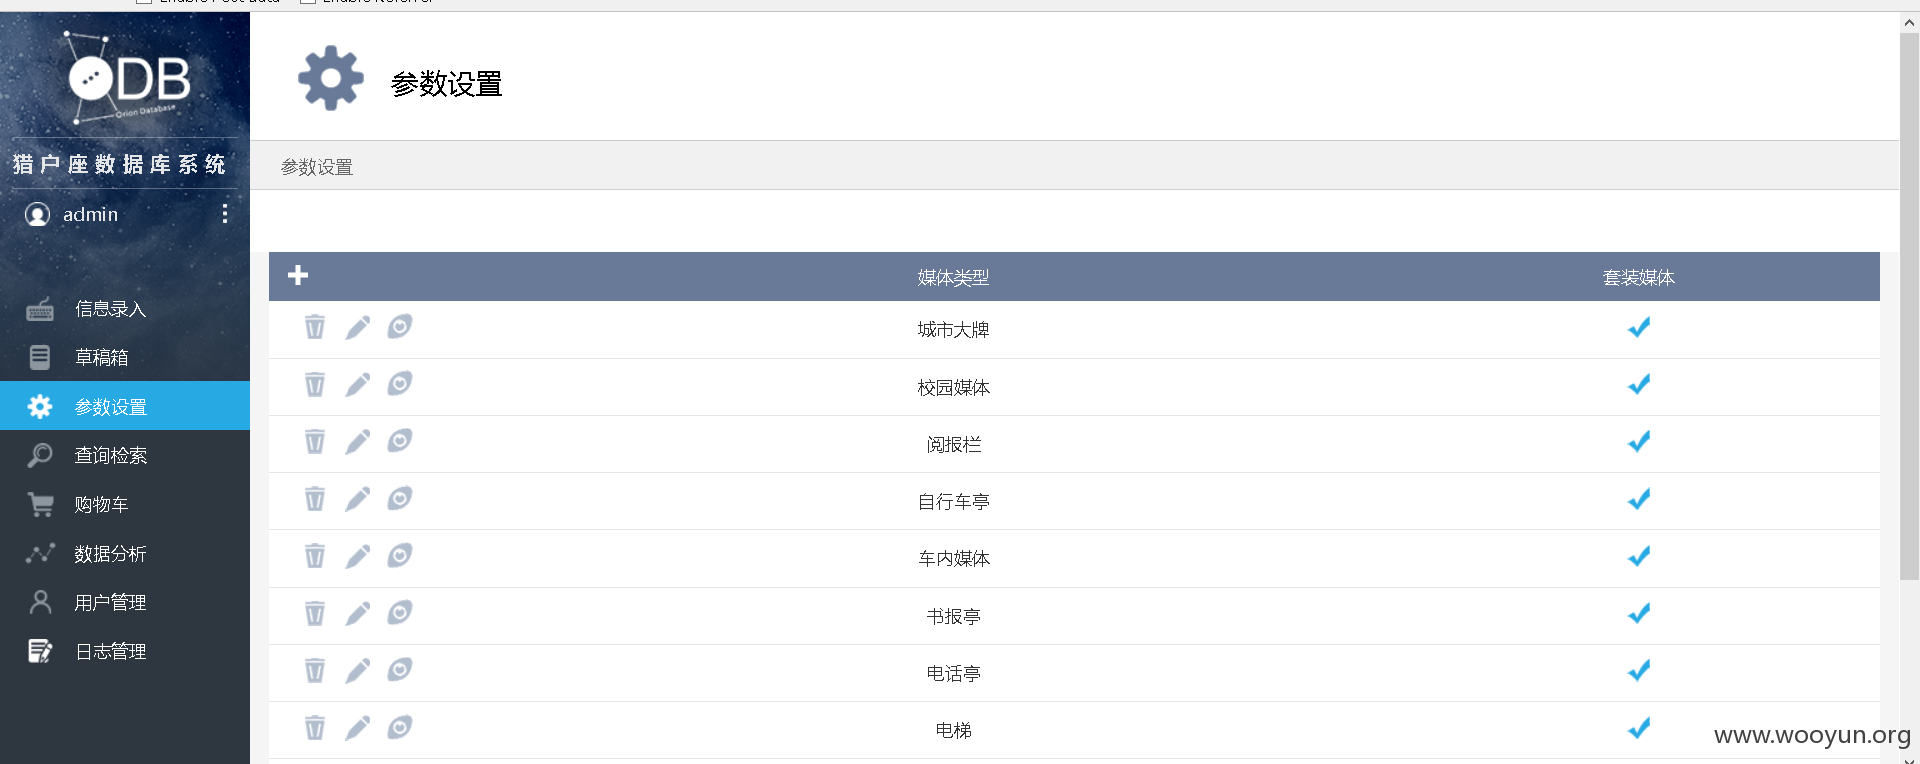 ODB
Orion Database
猎户座数据库系统
admin
信息录入
草稿箱
参数设置
查询检索
购物车
数据分析
用户管理
日志管理
参数设置
参数设置
媒体类型 套装媒体
城市大牌
校园媒体
阅报栏
自行车亭
车内媒体
书报亭
电话亭
电梯
www.wooyun.org